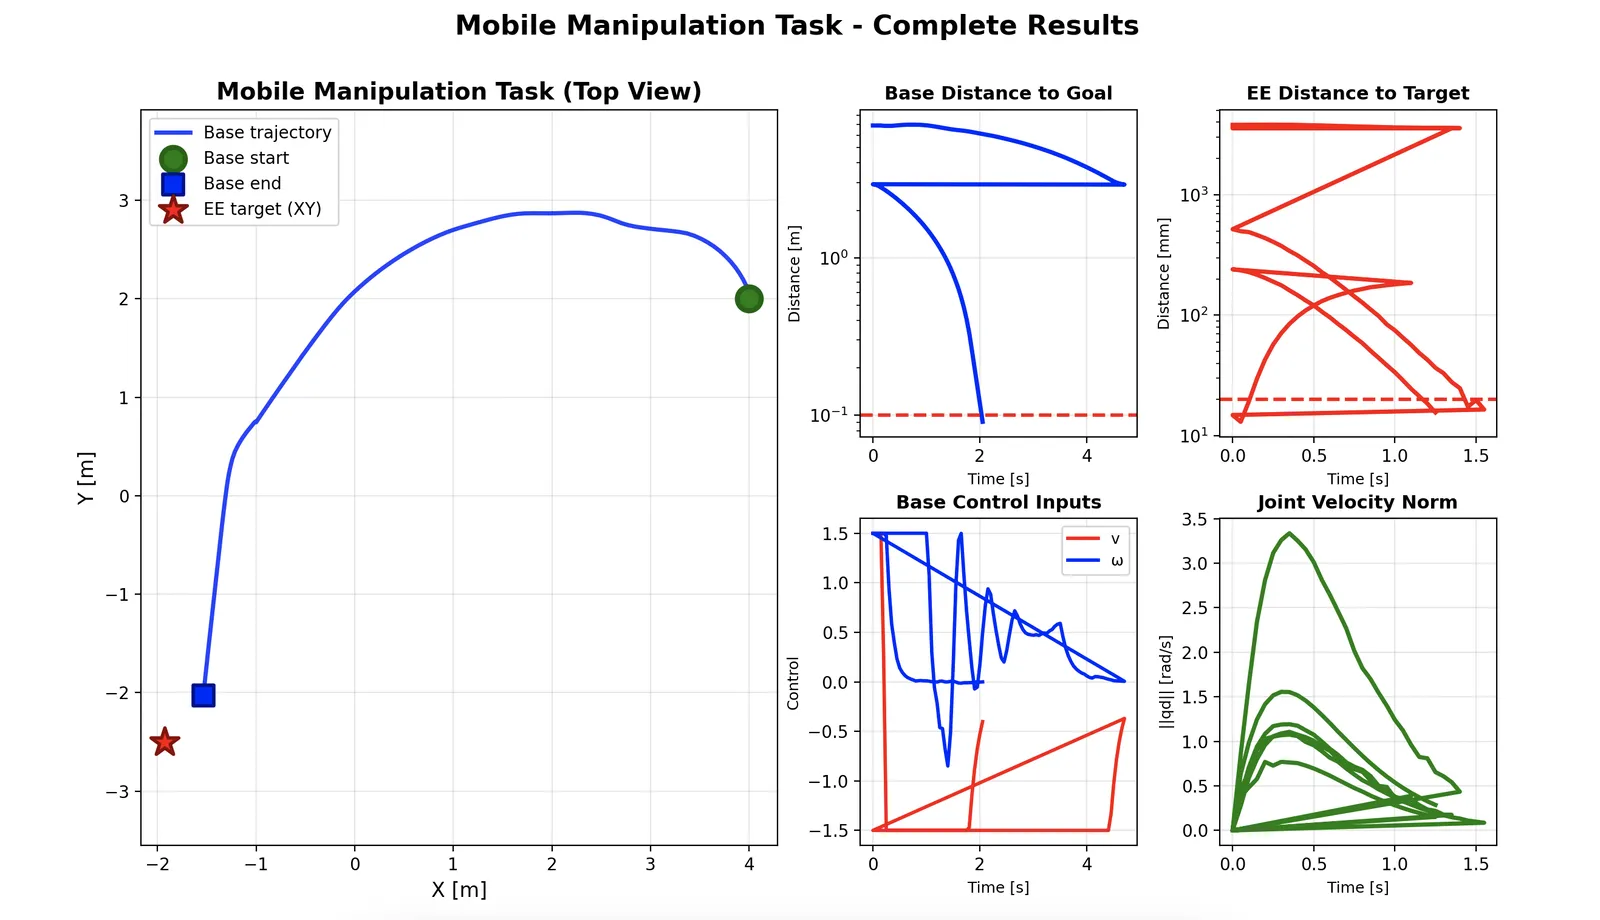 Mobile Manipulation Task - Complete Results
Mobile Manipulation Task (Top View)
Base trajectory
Base start
Base end
EE target (XY)
3
2
1
0
−1
−2
−3
Y [m]
−2
−1
0
1
2
3
4
X [m]
Base Distance to Goal
10⁰
10⁻¹
Distance [m]
0
2
4
Time [s]
EE Distance to Target
10³
10²
10¹
Distance [mm]
0.0
0.5
1.0
1.5
Time [s]
Base Control Inputs
v
ω
1.5
1.0
0.5
0.0
−0.5
−1.0
−1.5
Control
0
2
4
Time [s]
Joint Velocity Norm
3.5
3.0
2.5
2.0
1.5
1.0
0.5
0.0
||qd|| [rad/s]
0.0
0.5
1.0
1.5
Time [s]